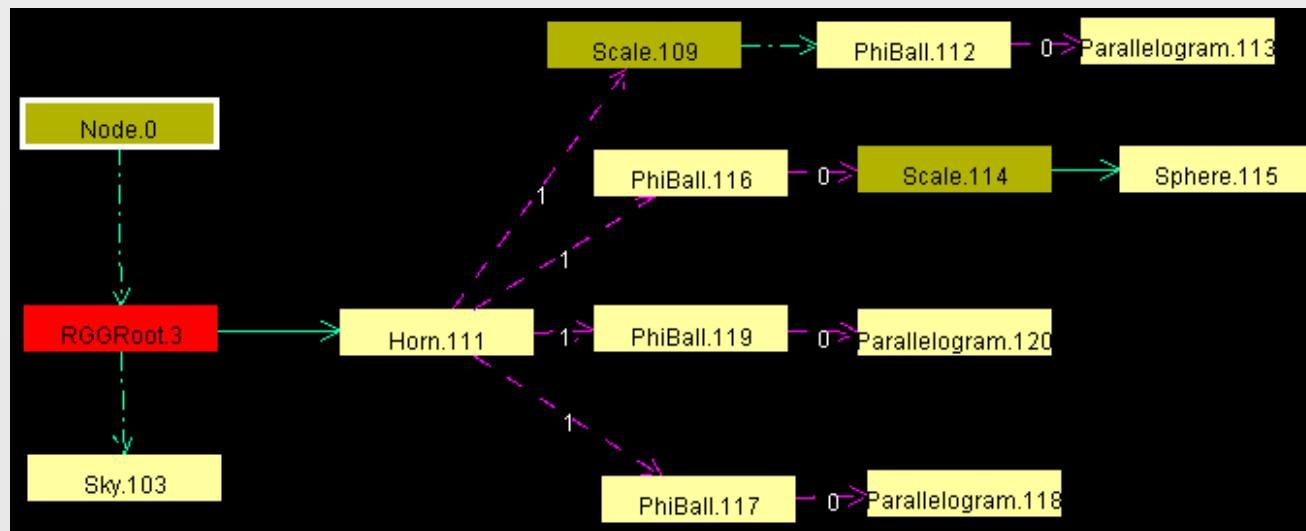 Scale.109
PhiBall.112
0
Parallelogram.113
Node.0
1
PhiBall.116
0
Scale.114
Sphere.115
1
RGGRoot.3
Horn.111
1
PhiBall.119
0
Parallelogram.120
1
Sky.103
PhiBall.117
0
Parallelogram.118